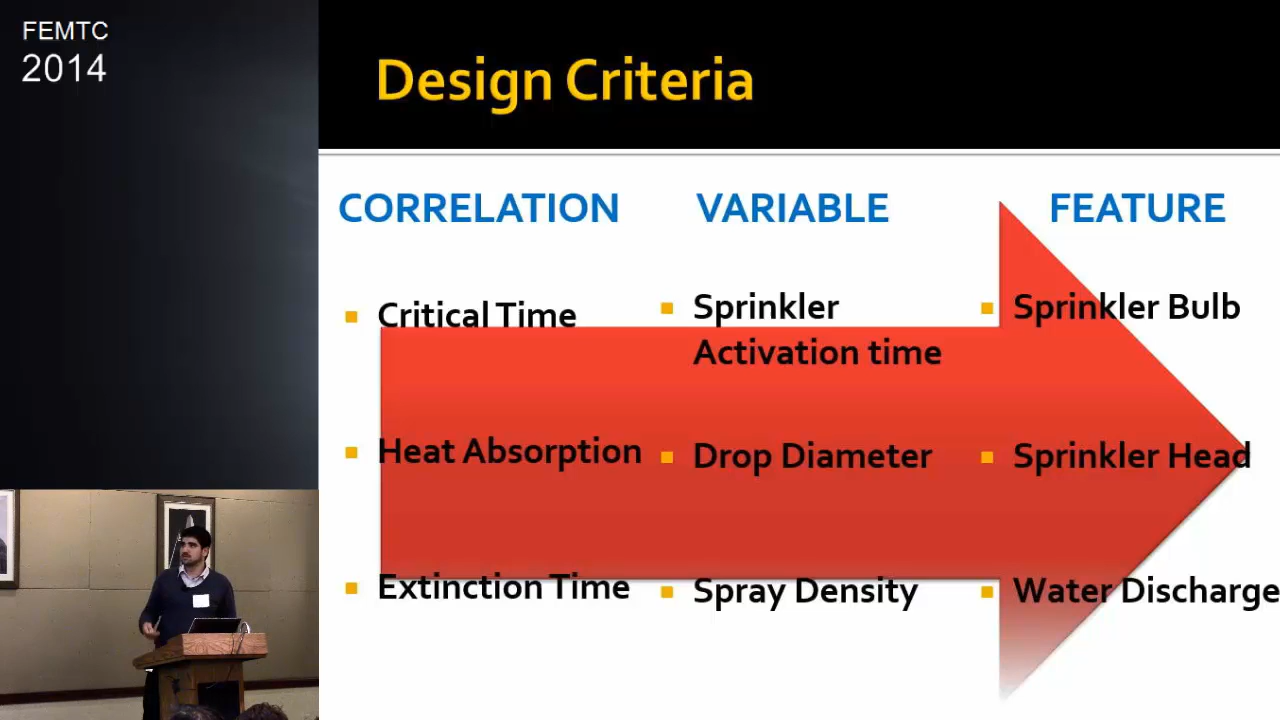 FEMTC
2014
Design Criteria
CORRELATION
VARIABLE
FEATURE
Critical Time
Sprinkler
Activation time
Sprinkler Bulb
Heat Absorption
Drop Diameter
Sprinkler Head
Extinction Time
Spray Density
Water Discharge